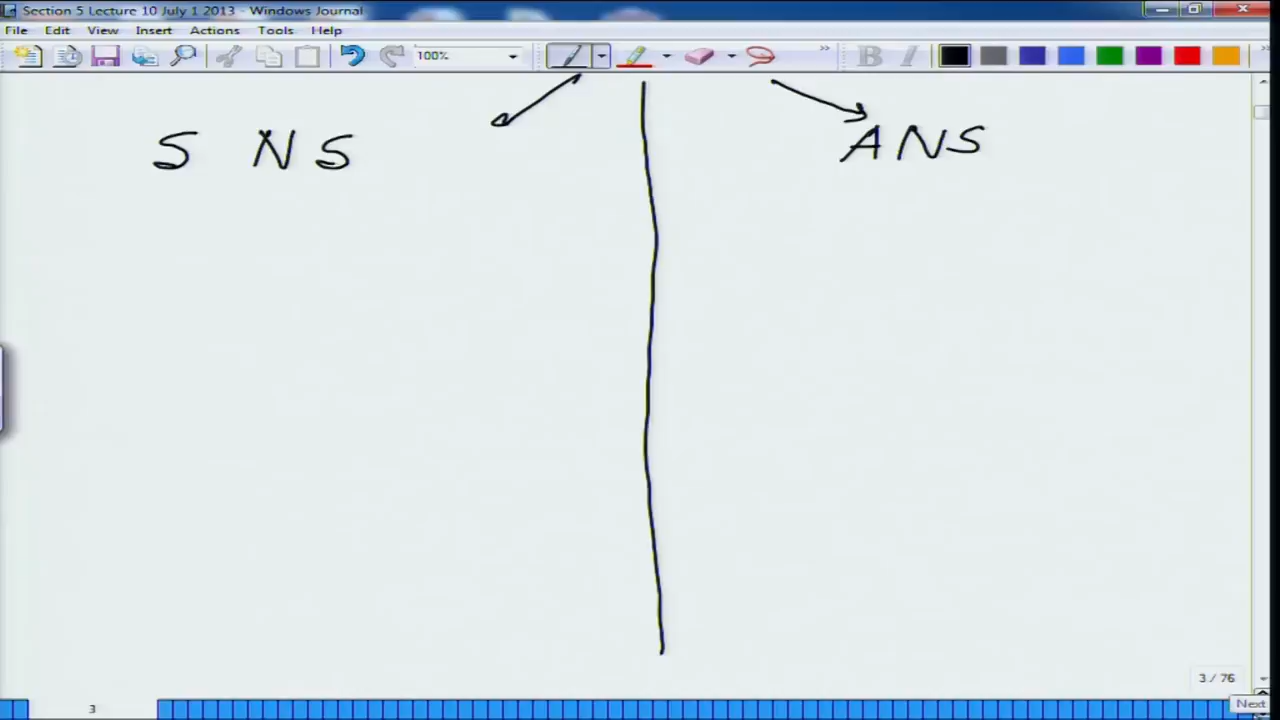 Section 5 Lecture 10 July 1 2013 - Windows Journal
File Edit View Insert Actions Tools Help
100% B I
S N S ANS
3 / 76
Next
3